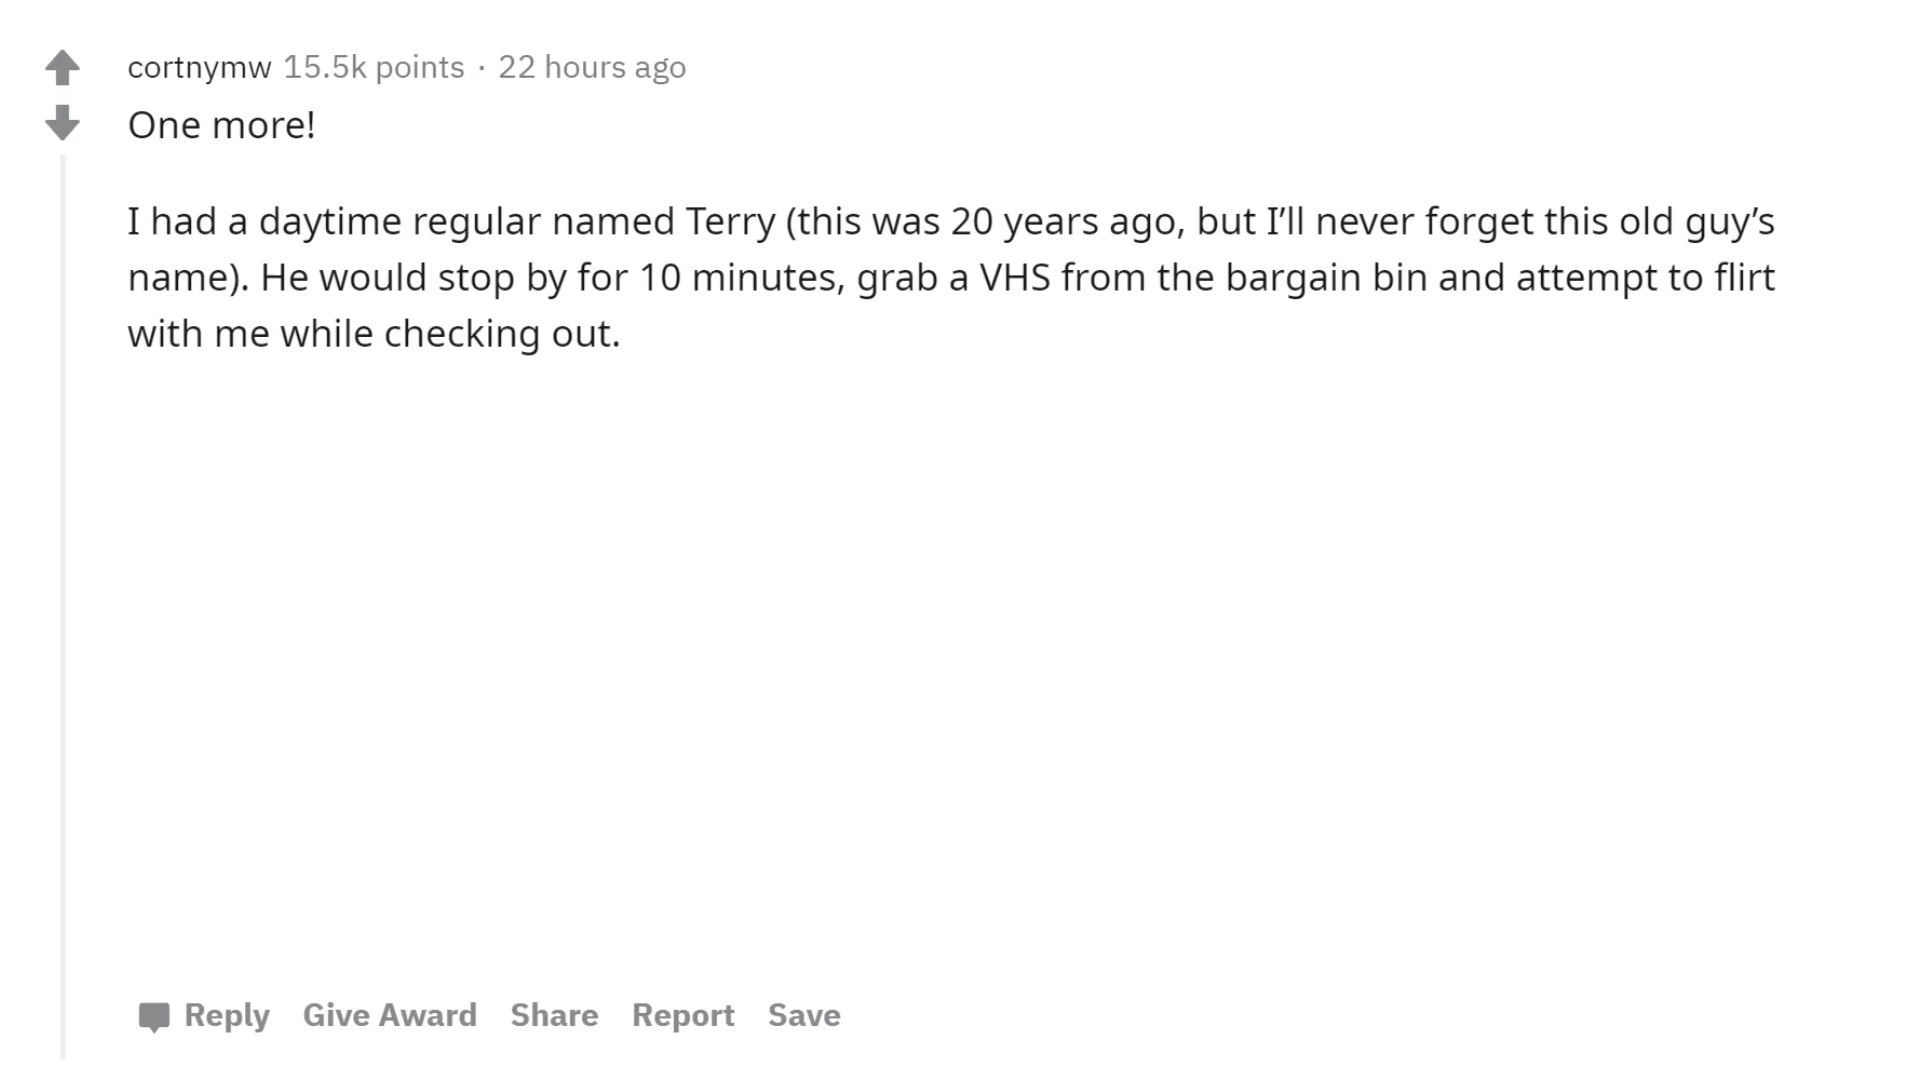 cortnymw 15.5k points · 22 hours ago
One more!
I had a daytime regular named Terry (this was 20 years ago, but I’ll never forget this old guy’s
name). He would stop by for 10 minutes, grab a VHS from the bargain bin and attempt to flirt
with me while checking out.
Reply Give Award Share Report Save